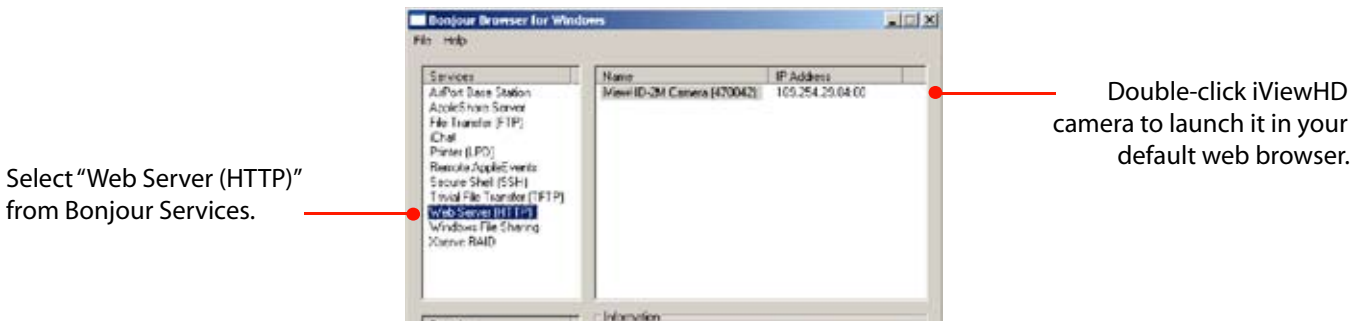 Bonjour Browser for Windows
File Help
Services
AirPort Base Station
AppleShare Server
File Transfer (FTP)
iChat
Printer (LPD)
Remote AppleEvents
Secure Shell (SSH)
Trivial File Transfer (TFTP)
Web Server (HTTP)
Windows File Sharing
Xserve RAID
Name IP Address
iViewHD-2M Camera (470042)
Information
Select “Web Server (HTTP)”
from Bonjour Services.
Double-click iViewHD
camera to launch it in your
default web browser.